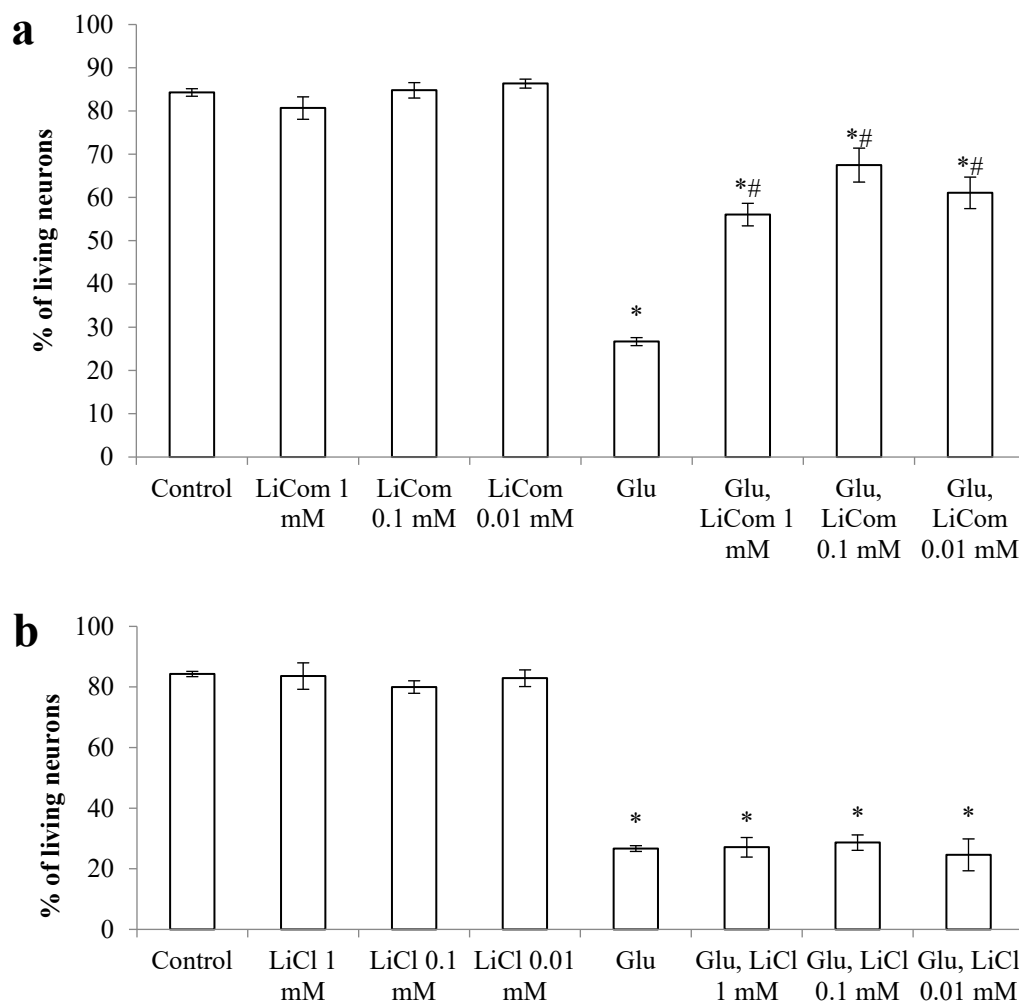 a
% of living neurons
100
90
80
70
60
50
40
30
20
10
0
*
*#
*#
*#
Control
LiCom 1
mM
LiCom
0.1 mM
LiCom
0.01 mM
Glu
Glu,
LiCom 1
mM
Glu,
LiCom
0.1 mM
Glu,
LiCom
0.01 mM
b
% of living neurons
100
80
60
40
20
0
*
*
*
*
Control
LiCl 1
mM
LiCl 0.1
mM
LiCl 0.01
mM
Glu
Glu, LiCl
1 mM
Glu, LiCl
0.1 mM
Glu, LiCl
0.01 mM